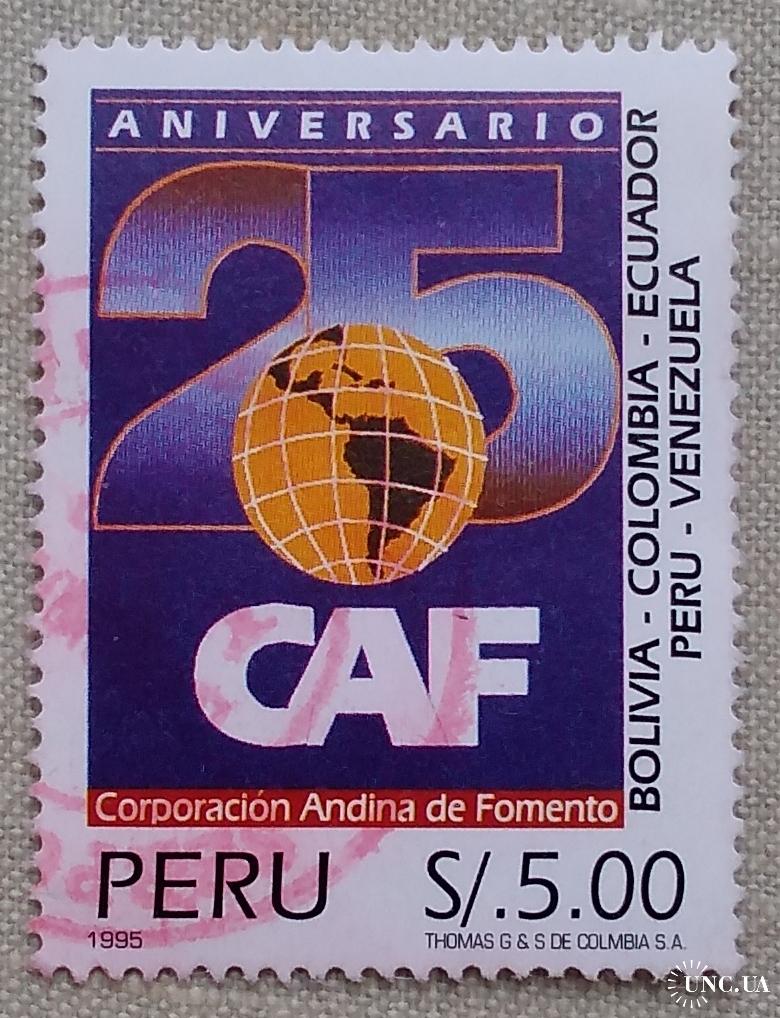 ANIVERSARIO
25
CAF
Corporación Andina de Fomento
BOLIVIA - COLOMBIA - ECUADOR
PERU - VENEZUELA
PERU S/.5.00
1995 THOMAS G & S DE COLMBIA S.A.
UNC.UA